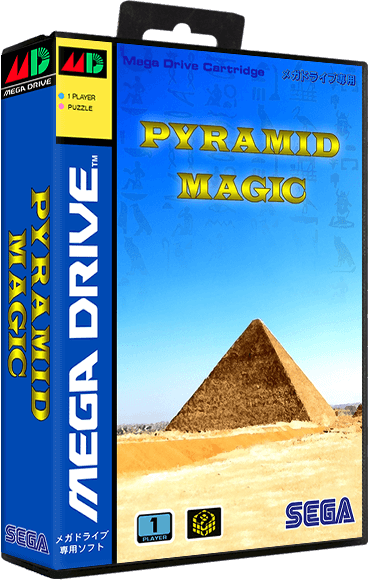 MD
MEGA DRIVE
PYRAMID
MAGIC
SEGA
MD
1 PLAYER
PUZZLE
MEGA DRIVE™
メガドライブ
専用ソフト
Mega Drive Cartridge
メガドライブ専用
PYRAMID
MAGIC
1
PLAYER
SEGA